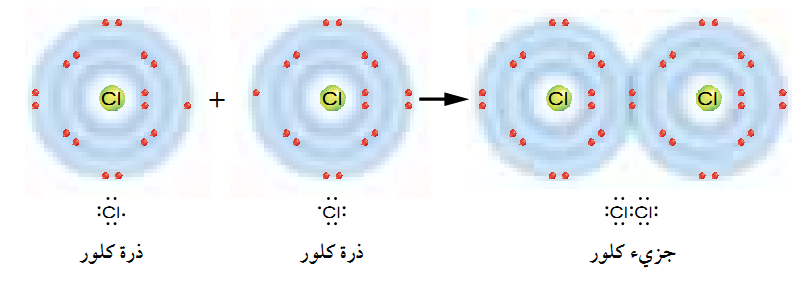 Cl + Cl Cl Cl
:Cl· ·Cl: :Cl:Cl:
ذرة كلور ذرة كلور جزيء كلور